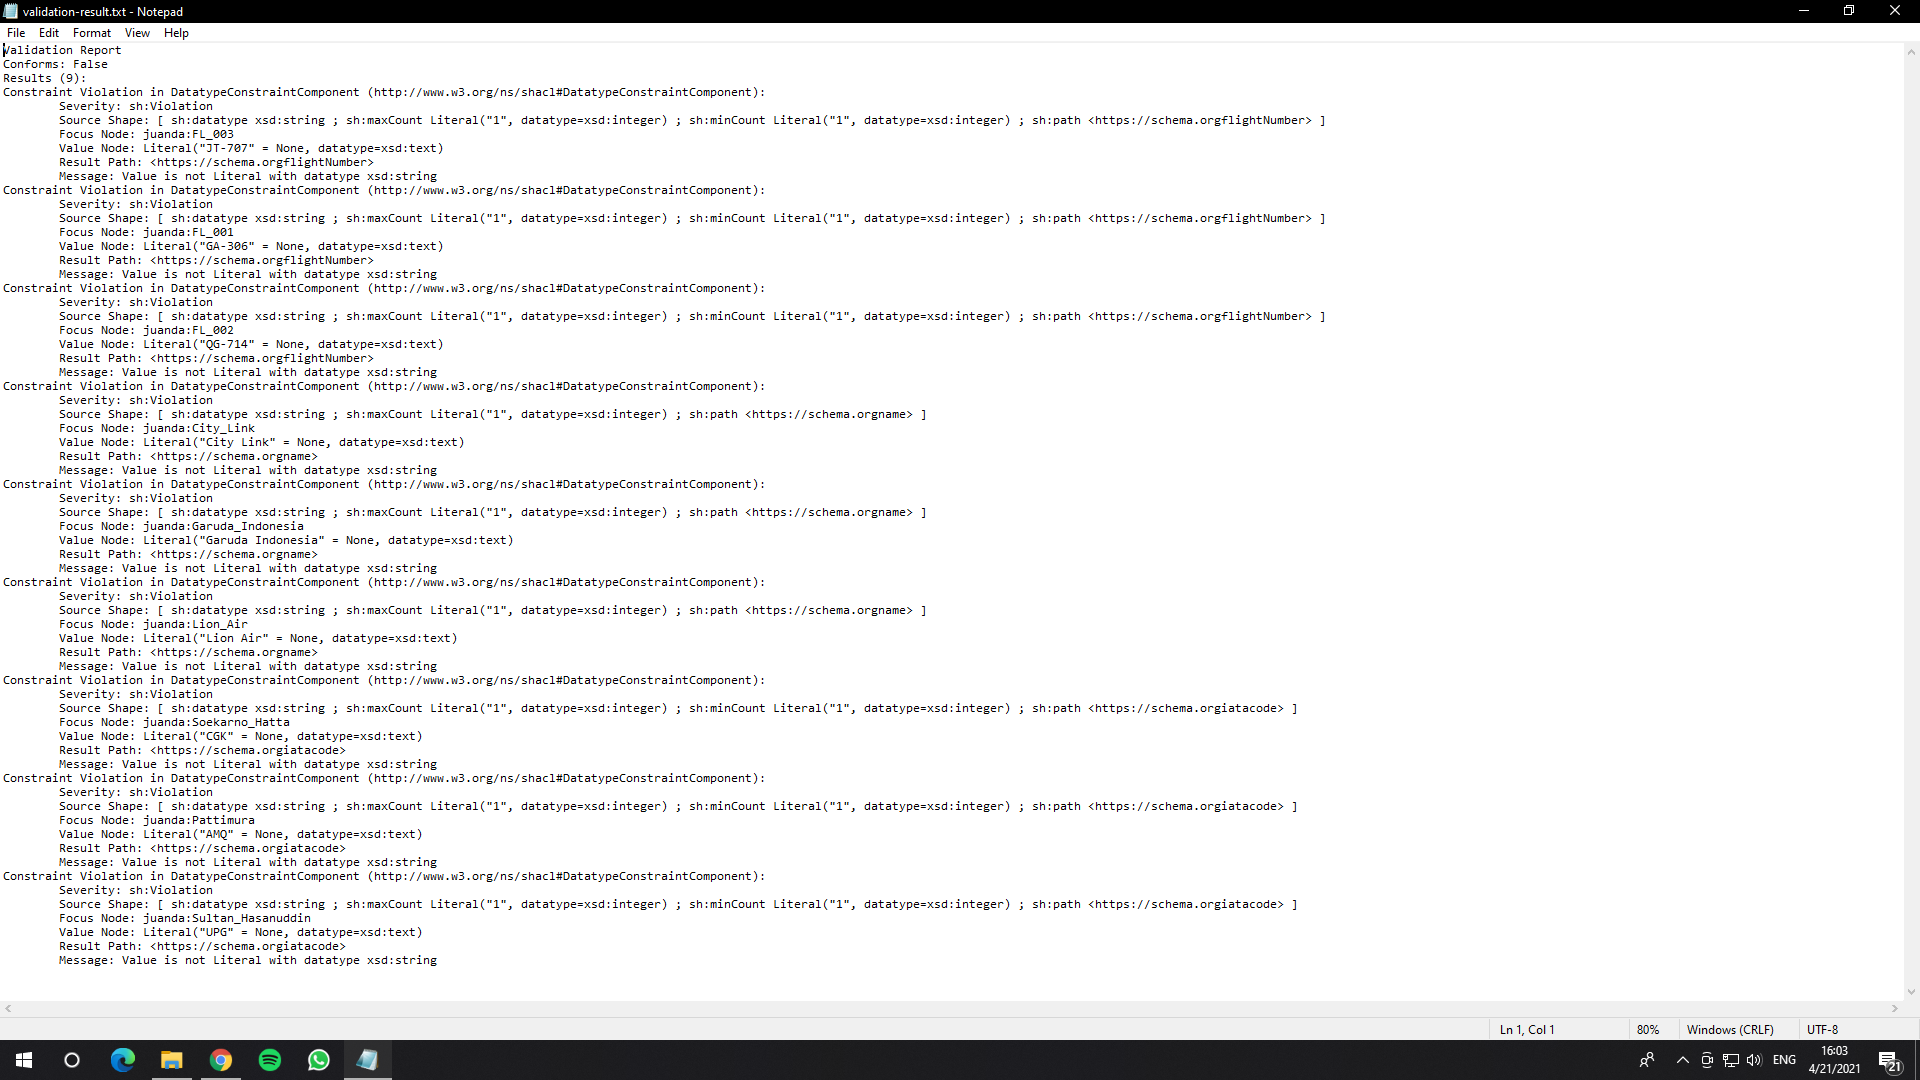 validation-result.txt - Notepad
File Edit Format View Help
Validation Report
Conforms: False
Results (9):
Constraint Violation in DatatypeConstraintComponent (http://www.w3.org/ns/shacl#DatatypeConstraintComponent):
Severity: sh:Violation
Source Shape: [ sh:datatype xsd:string ; sh:maxCount Literal("1", datatype=xsd:integer) ; sh:minCount Literal("1", datatype=xsd:integer) ; sh:path <https://schema.orgflightNumber> ]
Focus Node: juanda:FL_003
Value Node: Literal("JT-707" = None, datatype=xsd:text)
Result Path: <https://schema.orgflightNumber>
Message: Value is not Literal with datatype xsd:string
Constraint Violation in DatatypeConstraintComponent (http://www.w3.org/ns/shacl#DatatypeConstraintComponent):
Severity: sh:Violation
Source Shape: [ sh:datatype xsd:string ; sh:maxCount Literal("1", datatype=xsd:integer) ; sh:minCount Literal("1", datatype=xsd:integer) ; sh:path <https://schema.orgflightNumber> ]
Focus Node: juanda:FL_001
Value Node: Literal("GA-306" = None, datatype=xsd:text)
Result Path: <https://schema.orgflightNumber>
Message: Value is not Literal with datatype xsd:string
Constraint Violation in DatatypeConstraintComponent (http://www.w3.org/ns/shacl#DatatypeConstraintComponent):
Severity: sh:Violation
Source Shape: [ sh:datatype xsd:string ; sh:maxCount Literal("1", datatype=xsd:integer) ; sh:minCount Literal("1", datatype=xsd:integer) ; sh:path <https://schema.orgflightNumber> ]
Focus Node: juanda:FL_002
Value Node: Literal("QG-714" = None, datatype=xsd:text)
Result Path: <https://schema.orgflightNumber>
Message: Value is not Literal with datatype xsd:string
Constraint Violation in DatatypeConstraintComponent (http://www.w3.org/ns/shacl#DatatypeConstraintComponent):
Severity: sh:Violation
Source Shape: [ sh:datatype xsd:string ; sh:maxCount Literal("1", datatype=xsd:integer) ; sh:path <https://schema.orgname> ]
Focus Node: juanda:City_Link
Value Node: Literal("City Link" = None, datatype=xsd:text)
Result Path: <https://schema.orgname>
Message: Value is not Literal with datatype xsd:string
Constraint Violation in DatatypeConstraintComponent (http://www.w3.org/ns/shacl#DatatypeConstraintComponent):
Severity: sh:Violation
Source Shape: [ sh:datatype xsd:string ; sh:maxCount Literal("1", datatype=xsd:integer) ; sh:path <https://schema.orgname> ]
Focus Node: juanda:Garuda_Indonesia
Value Node: Literal("Garuda Indonesia" = None, datatype=xsd:text)
Result Path: <https://schema.orgname>
Message: Value is not Literal with datatype xsd:string
Constraint Violation in DatatypeConstraintComponent (http://www.w3.org/ns/shacl#DatatypeConstraintComponent):
Severity: sh:Violation
Source Shape: [ sh:datatype xsd:string ; sh:maxCount Literal("1", datatype=xsd:integer) ; sh:path <https://schema.orgname> ]
Focus Node: juanda:Lion_Air
Value Node: Literal("Lion Air" = None, datatype=xsd:text)
Result Path: <https://schema.orgname>
Message: Value is not Literal with datatype xsd:string
Constraint Violation in DatatypeConstraintComponent (http://www.w3.org/ns/shacl#DatatypeConstraintComponent):
Severity: sh:Violation
Source Shape: [ sh:datatype xsd:string ; sh:maxCount Literal("1", datatype=xsd:integer) ; sh:minCount Literal("1", datatype=xsd:integer) ; sh:path <https://schema.orgiatacode> ]
Focus Node: juanda:Soekarno_Hatta
Value Node: Literal("CGK" = None, datatype=xsd:text)
Result Path: <https://schema.orgiatacode>
Message: Value is not Literal with datatype xsd:string
Constraint Violation in DatatypeConstraintComponent (http://www.w3.org/ns/shacl#DatatypeConstraintComponent):
Severity: sh:Violation
Source Shape: [ sh:datatype xsd:string ; sh:maxCount Literal("1", datatype=xsd:integer) ; sh:minCount Literal("1", datatype=xsd:integer) ; sh:path <https://schema.orgiatacode> ]
Focus Node: juanda:Pattimura
Value Node: Literal("AMQ" = None, datatype=xsd:text)
Result Path: <https://schema.orgiatacode>
Message: Value is not Literal with datatype xsd:string
Constraint Violation in DatatypeConstraintComponent (http://www.w3.org/ns/shacl#DatatypeConstraintComponent):
Severity: sh:Violation
Source Shape: [ sh:datatype xsd:string ; sh:maxCount Literal("1", datatype=xsd:integer) ; sh:minCount Literal("1", datatype=xsd:integer) ; sh:path <https://schema.orgiatacode> ]
Focus Node: juanda:Sultan_Hasanuddin
Value Node: Literal("UPG" = None, datatype=xsd:text)
Result Path: <https://schema.orgiatacode>
Message: Value is not Literal with datatype xsd:string
Ln 1, Col 1 80% Windows (CRLF) UTF-8
ENG 16:03
4/21/2021 21